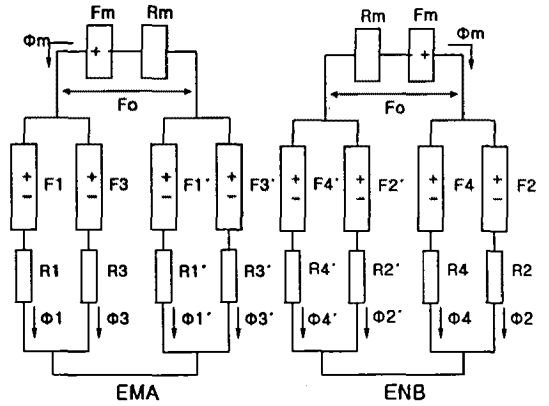 Fm Rm Rm Fm
Φm Φm
Fo Fo
+ +
+ + + + + + + +
− − − − − − − −
F1 F3 F1' F3' F4' F2' F4 F2
R1 R3 R1' R3' R4' R2' R4 R2
Φ1 Φ3 Φ1' Φ3' Φ4' Φ2' Φ4 Φ2
EMA ENB